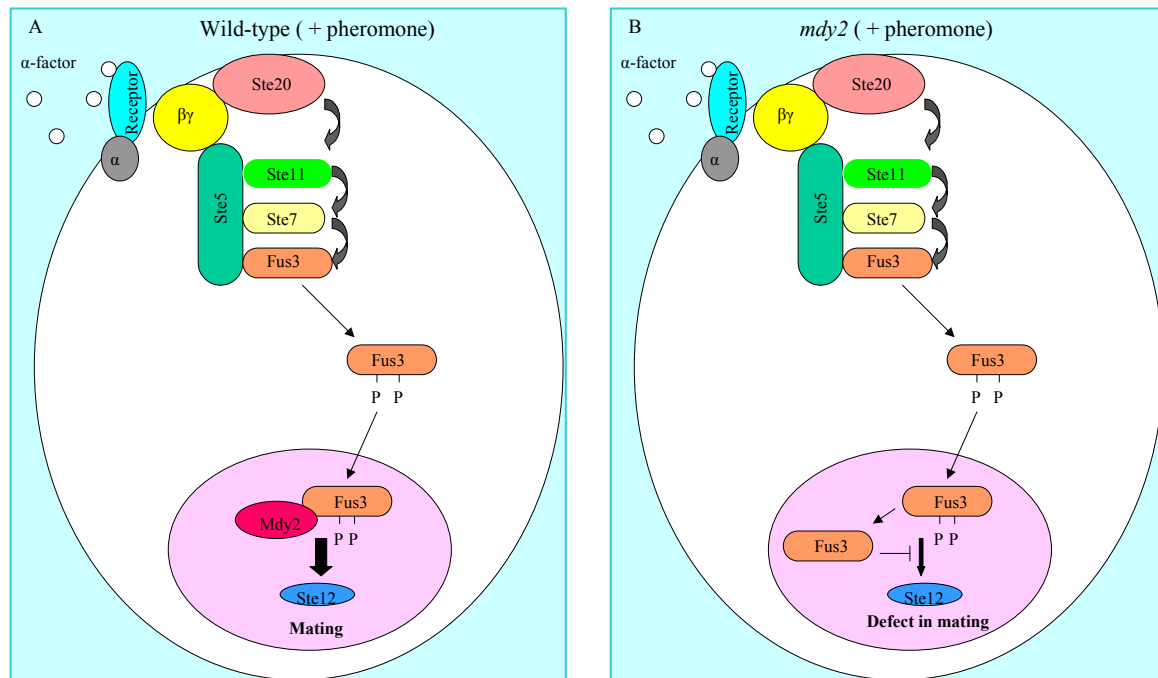 A
Wild-type ( + pheromone)
α-factor
Receptor
α
βγ
Ste20
Ste5
Ste11
Ste7
Fus3
Fus3
P P
Fus3
Mdy2
P P
Ste12
Mating
B
mdy2 ( + pheromone)
α-factor
Receptor
α
βγ
Ste20
Ste5
Ste11
Ste7
Fus3
Fus3
P P
Fus3
P P
Fus3
Ste12
Defect in mating